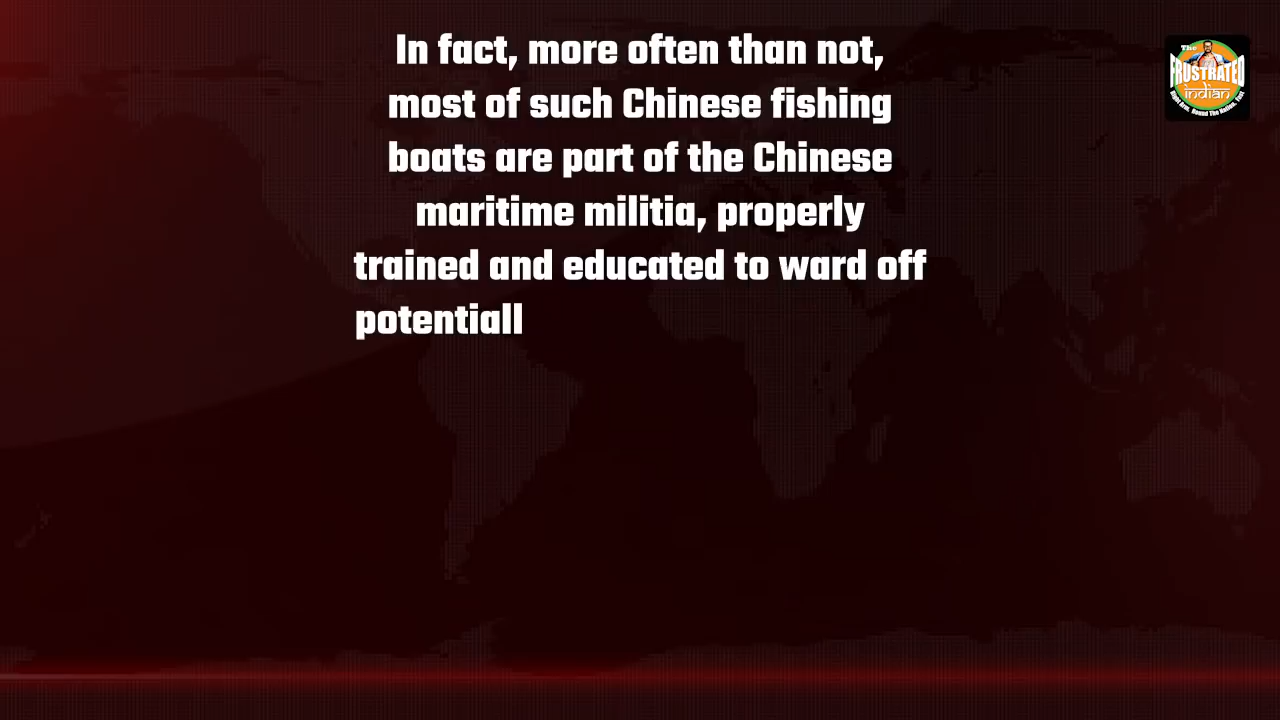 In fact, more often than not,
most of such Chinese fishing
boats are part of the Chinese
maritime militia, properly
trained and educated to ward off
potentiall
The
FRUSTRATED
indian